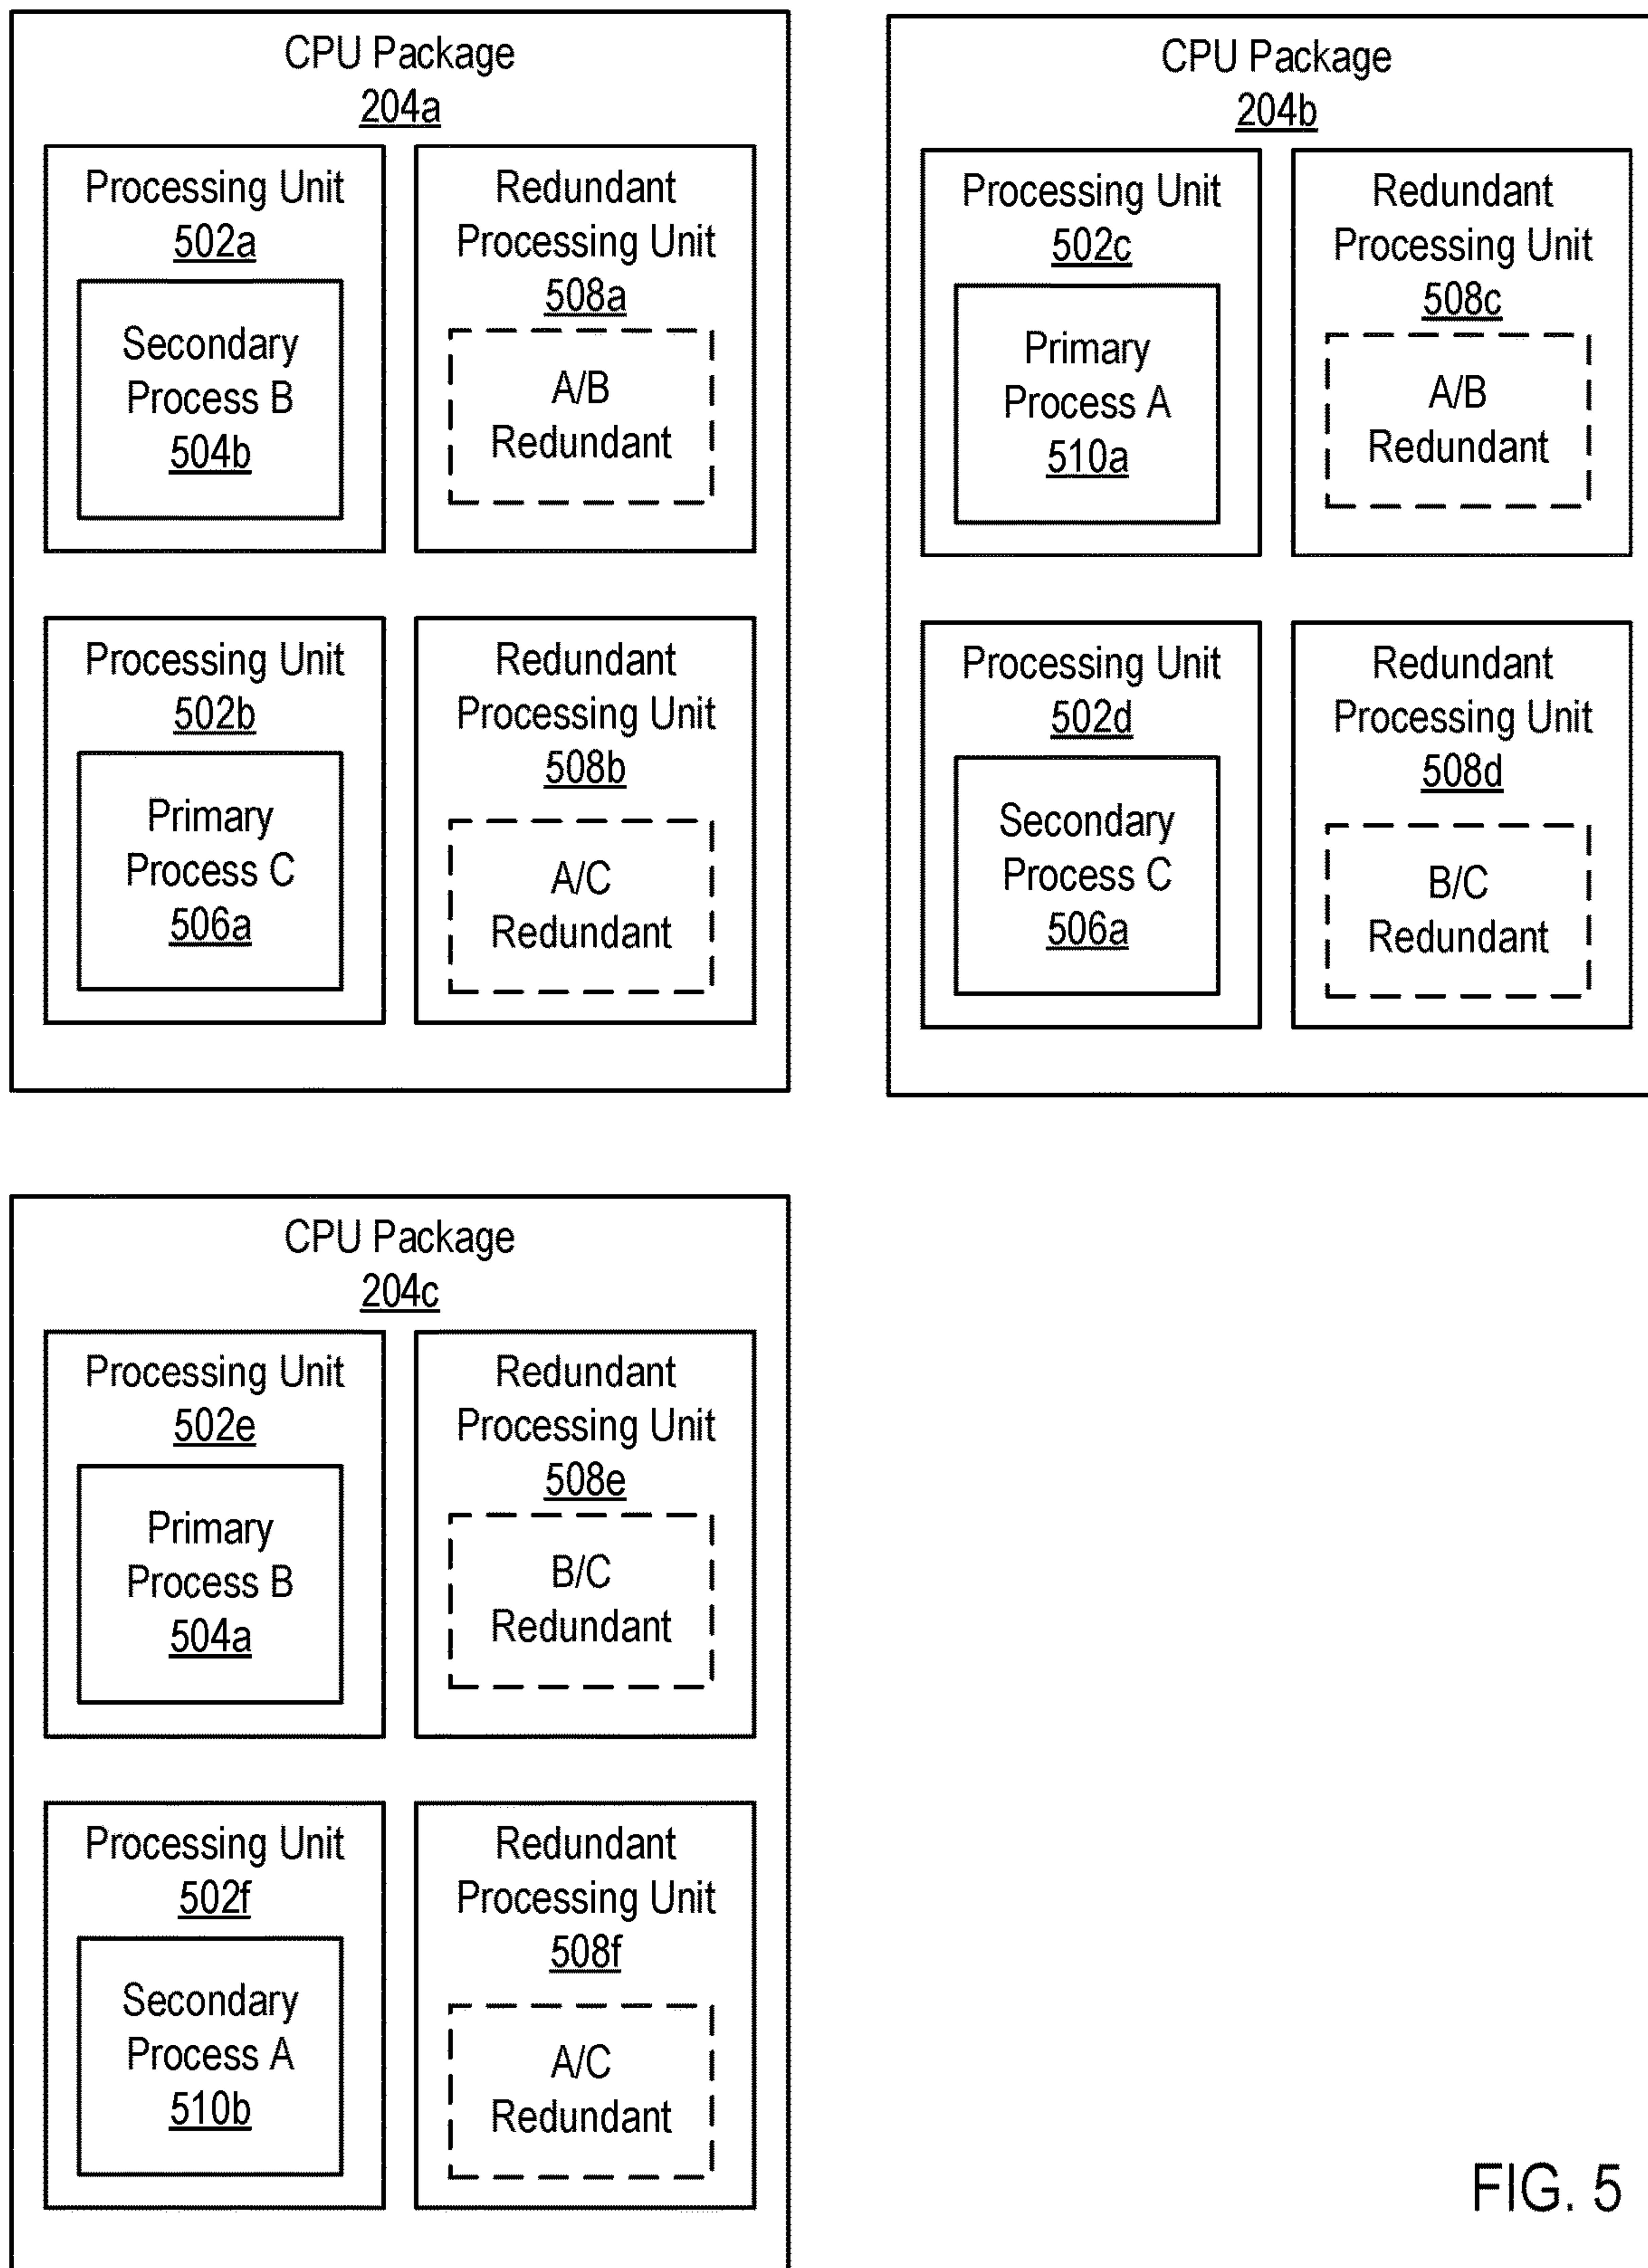 CPU Package
204a
Processing Unit
502a
Secondary
Process B
504b
Redundant
Processing Unit
508a
A/B
Redundant
Processing Unit
502b
Primary
Process C
506a
Redundant
Processing Unit
508b
A/C
Redundant
CPU Package
204b
Processing Unit
502c
Primary
Process A
510a
Redundant
Processing Unit
508c
A/B
Redundant
Processing Unit
502d
Secondary
Process C
506a
Redundant
Processing Unit
508d
B/C
Redundant
CPU Package
204c
Processing Unit
502e
Primary
Process B
504a
Redundant
Processing Unit
508e
B/C
Redundant
Processing Unit
502f
Secondary
Process A
510b
Redundant
Processing Unit
508f
A/C
Redundant
FIG. 5